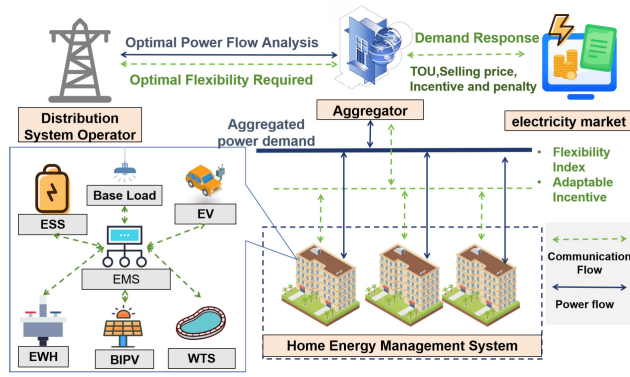 Optimal Power Flow Analysis
Optimal Flexibility Required
Demand Response
TOU,Selling price,
Incentive and penalty
Distribution
System Operator
Aggregator
electricity market
Aggregated
power demand
• Flexibility
Index
• Adaptable
Incentive
Base Load
ESS
EV
EMS
EWH
BIPV
WTS
Communication
Flow
Power flow
Home Energy Management System